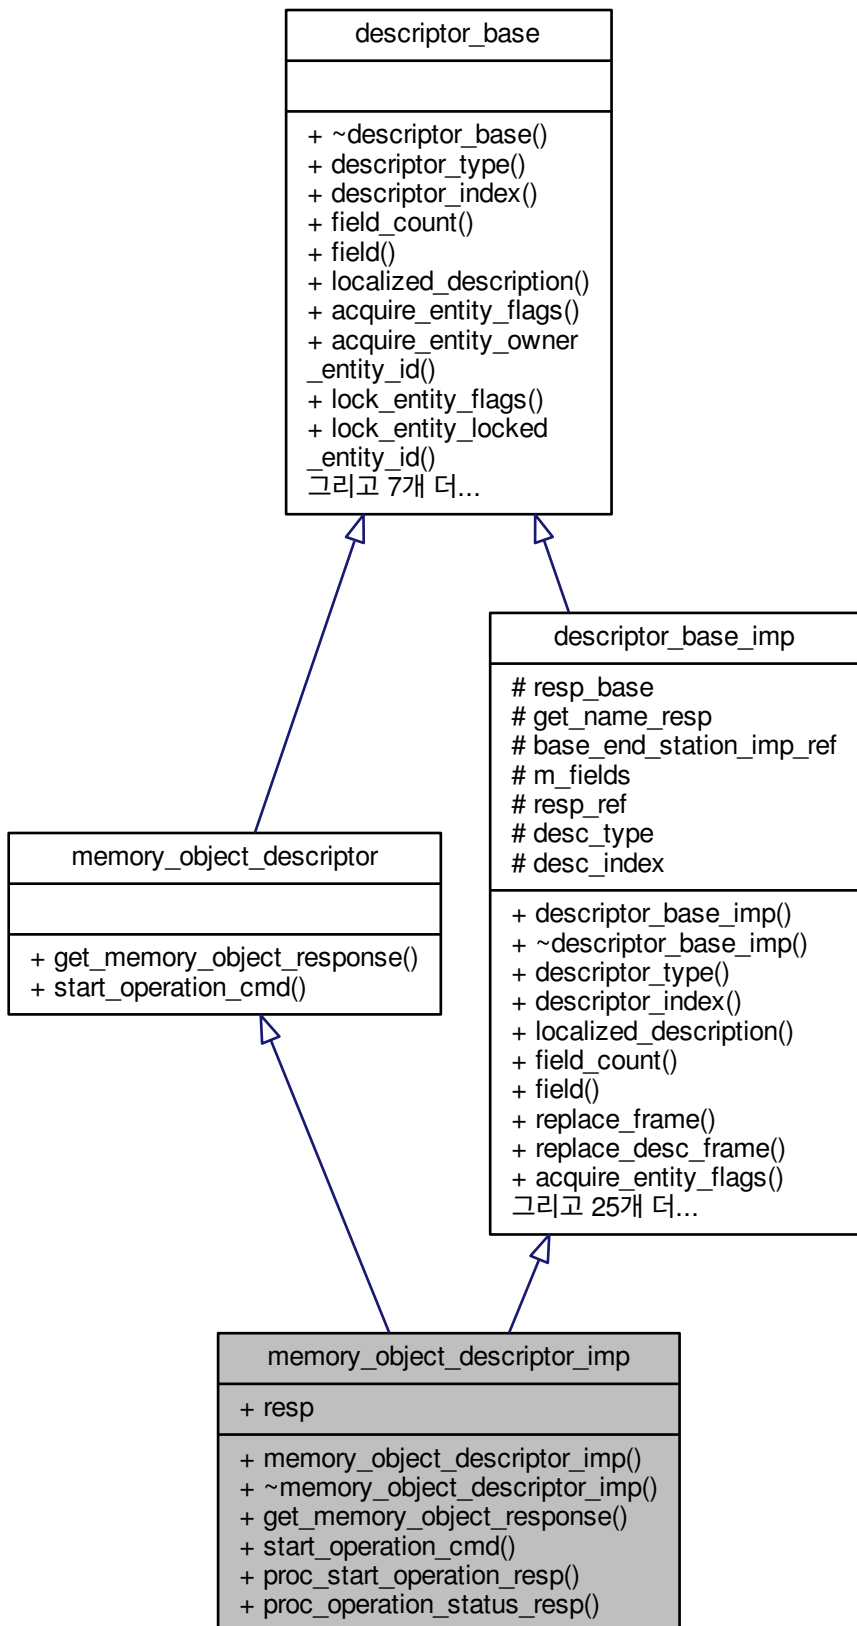 descriptor_base
+ ~descriptor_base()
+ descriptor_type()
+ descriptor_index()
+ field_count()
+ field()
+ localized_description()
+ acquire_entity_flags()
+ acquire_entity_owner
_entity_id()
+ lock_entity_flags()
+ lock_entity_locked
_entity_id()
그리고 7개 더...
descriptor_base_imp
# resp_base
# get_name_resp
# base_end_station_imp_ref
# m_fields
# resp_ref
# desc_type
# desc_index
+ descriptor_base_imp()
+ ~descriptor_base_imp()
+ descriptor_type()
+ descriptor_index()
+ localized_description()
+ field_count()
+ field()
+ replace_frame()
+ replace_desc_frame()
+ acquire_entity_flags()
그리고 25개 더...
memory_object_descriptor
+ get_memory_object_response()
+ start_operation_cmd()
memory_object_descriptor_imp
+ resp
+ memory_object_descriptor_imp()
+ ~memory_object_descriptor_imp()
+ get_memory_object_response()
+ start_operation_cmd()
+ proc_start_operation_resp()
+ proc_operation_status_resp()